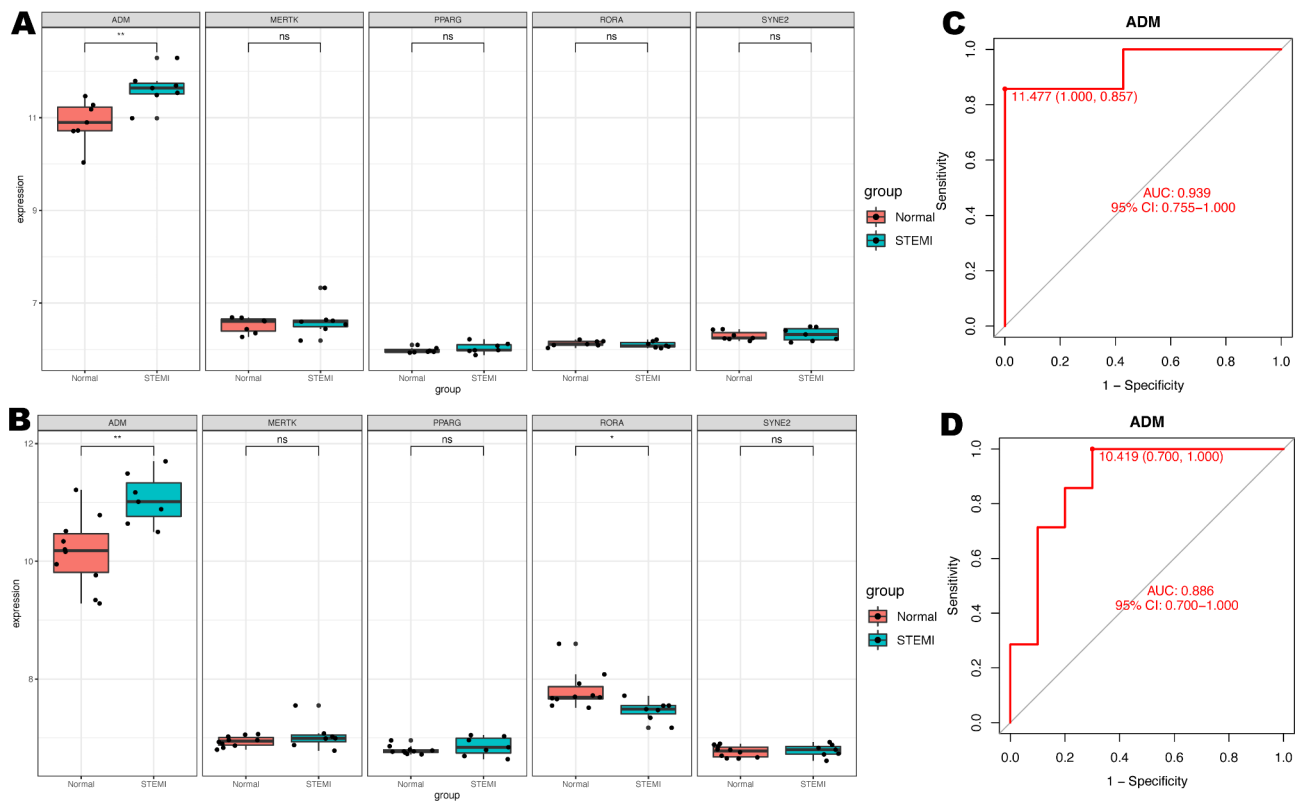 A
ADM
MERTK
PPARG
RORA
SYNE2
**
ns
ns
ns
ns
expression
11
9
7
Normal
STEMI
Normal
STEMI
Normal
STEMI
Normal
STEMI
Normal
STEMI
group
group
Normal
STEMI
C
ADM
Sensitivity
1.0
0.8
0.6
0.4
0.2
0.0
11.477 (1.000, 0.857)
AUC: 0.939
95% CI: 0.755−1.000
0.0
0.2
0.4
0.6
0.8
1.0
1 − Specificity
B
ADM
MERTK
PPARG
RORA
SYNE2
**
ns
ns
*
ns
expression
12
10
8
Normal
STEMI
Normal
STEMI
Normal
STEMI
Normal
STEMI
Normal
STEMI
group
group
Normal
STEMI
D
ADM
Sensitivity
1.0
0.8
0.6
0.4
0.2
0.0
10.419 (0.700, 1.000)
AUC: 0.886
95% CI: 0.700−1.000
0.0
0.2
0.4
0.6
0.8
1.0
1 − Specificity